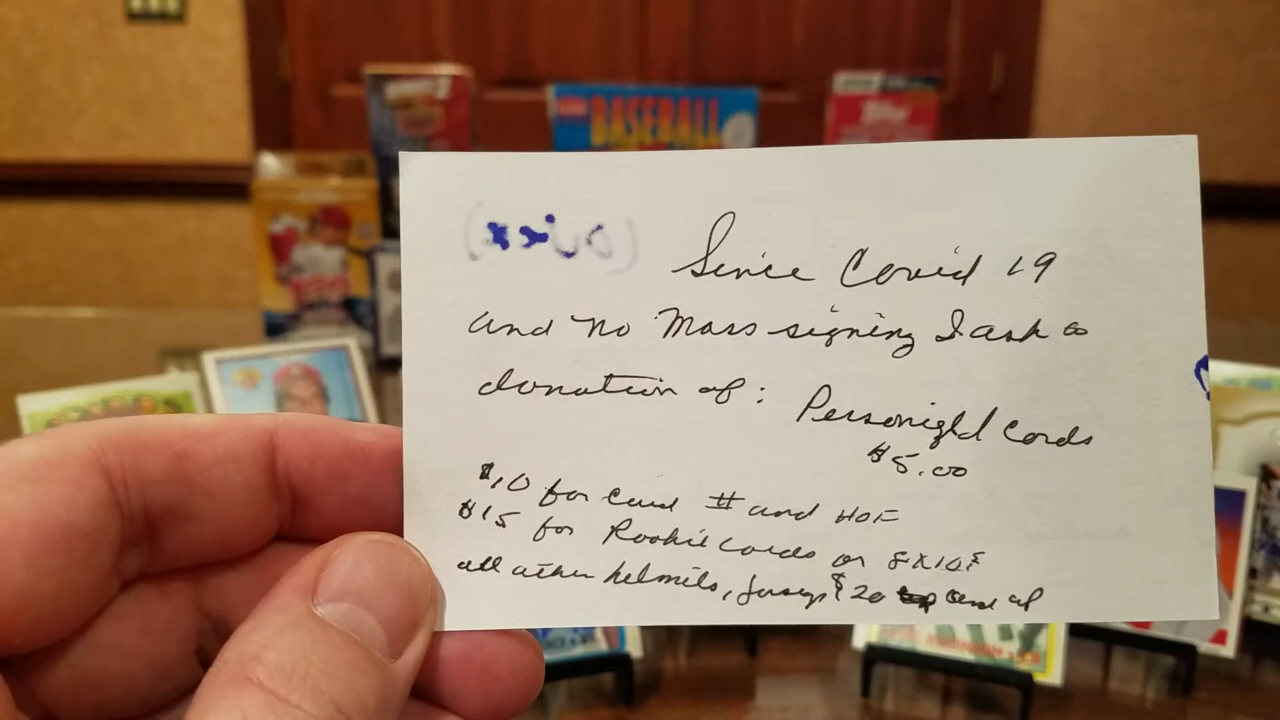 BASEBALL
Topps
Since Covid 19
and no Mass signing I ask a
donation of: Personizld Cards
$5.00
$10 for Card # and HOF
$15 for Rookie cards or 8X10s
all other helmets, Jerseys $20 and up